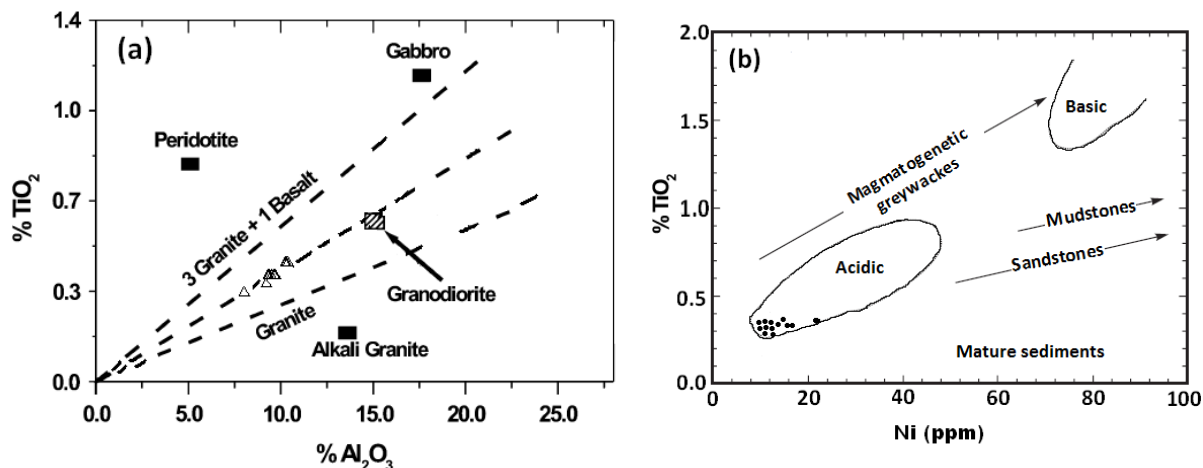 (a)
1.4
1.0
0.7
0.3
0.0
% TiO2
0.0
5.0
10.0
15.0
20.0
25.0
% Al2O3
Gabbro
Peridotite
3 Granite + 1 Basalt
Granodiorite
Granite
Alkali Granite
(b)
2.0
1.5
1.0
0.5
0.0
% TiO2
0
20
40
60
80
100
Ni (ppm)
Basic
Magmatogenetic
greywackes
Mudstones
Sandstones
Acidic
Mature sediments